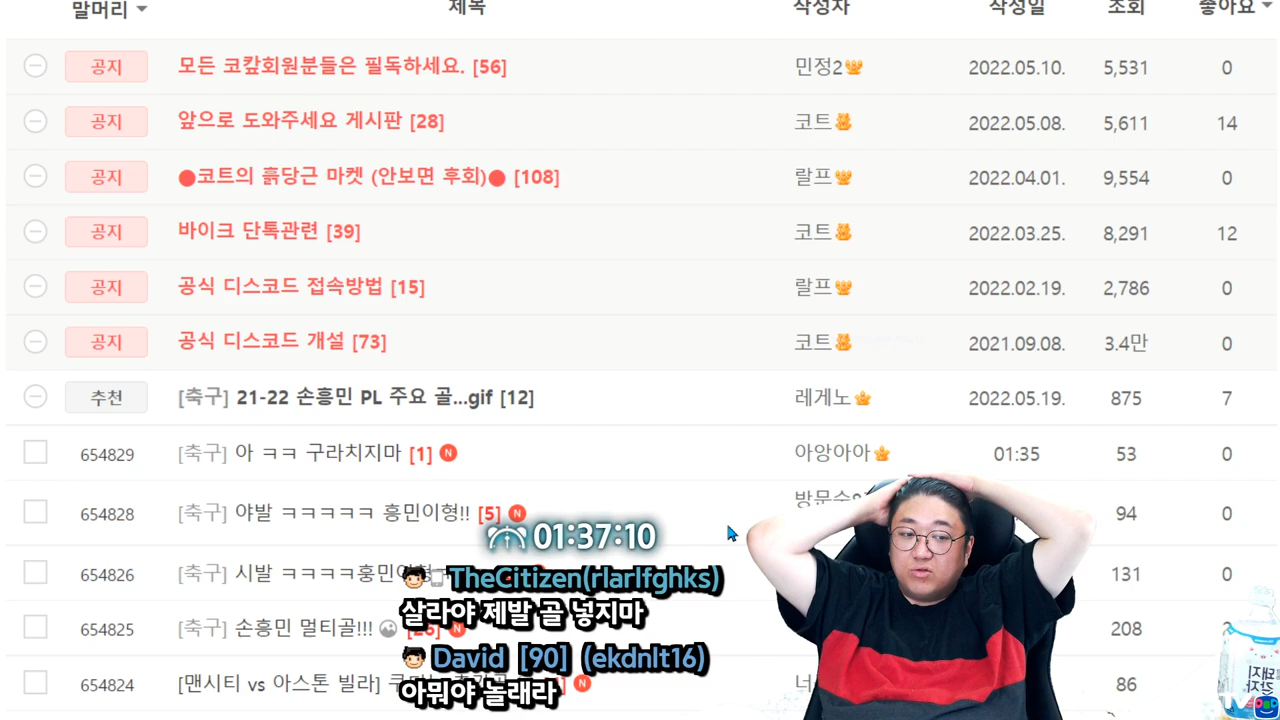 말머리 제목 작성자 작성일 조회 좋아요
공지 모든 코칻회원분들은 필독하세요. [56] 민정2 2022.05.10. 5,531 0
공지 앞으로 도와주세요 게시판 [28] 코트 2022.05.08. 5,611 14
공지 ●코트의 흙당근 마켓 (안보면 후회)● [108] 랄프 2022.04.01. 9,554 0
공지 바이크 단톡관련 [39] 코트 2022.03.25. 8,291 12
공지 공식 디스코드 접속방법 [15] 랄프 2022.02.19. 2,786 0
공지 공식 디스코드 개설 [73] 코트 2021.09.08. 3.4만 0
추천 [축구] 21-22 손흥민 PL 주요 골...gif [12] 레게노 2022.05.19. 875 7
654829 [축구] 아 ㅋㅋ 구라치지마 [1] N 아앙아아 01:35 53 0
654828 [축구] 야발 ㅋㅋㅋㅋㅋ 흥민이형!! [5] N 94 0
01:37:10
654826 [축구] 시발 ㅋㅋㅋㅋ흥민이형 131 0
TheCitizen(rlarlfghks)
살라야 제발 골 넣지마
654825 [축구] 손흥민 멀티골!!! N 208
David [90] (ekdnlt16)
654824 [맨시티 vs 아스톤 빌라] N 86
아뭐야 놀래라